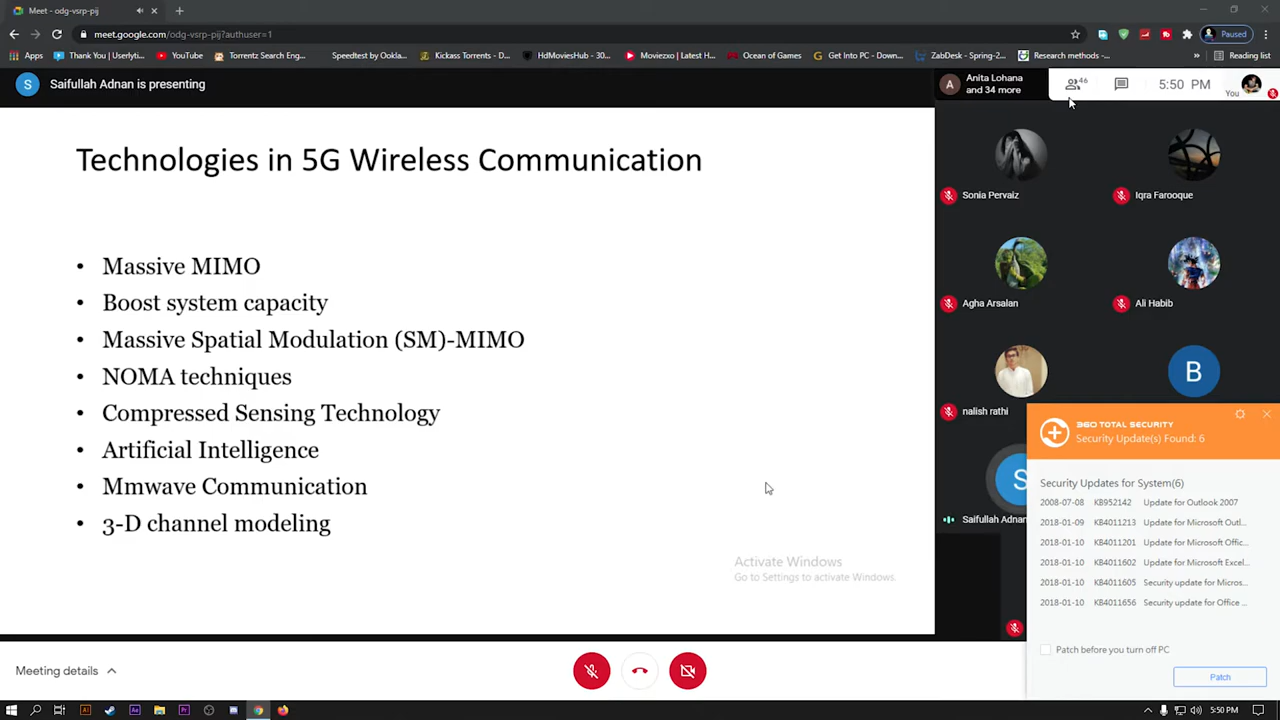 Meet - odg-vsrp-pij
meet.google.com/odg-vsrp-pij?authuser=1
Paused
Apps
Thank You | Userlyti...
YouTube
Torrentz Search Eng...
Speedtest by Ookla...
Kickass Torrents - D...
HdMoviesHub - 30...
Moviezxo | Latest H...
Ocean of Games
Get Into PC - Down...
ZabDesk - Spring-2...
Research methods -...
Reading list
S
Saifullah Adnan is presenting
A
Anita Lohana
and 34 more
46
5:50 PM
You
Technologies in 5G Wireless Communication
• Massive MIMO
• Boost system capacity
• Massive Spatial Modulation (SM)-MIMO
• NOMA techniques
• Compressed Sensing Technology
• Artificial Intelligence
• Mmwave Communication
• 3-D channel modeling
Activate Windows
Go to Settings to activate Windows.
Sonia Pervaiz
Iqra Farooque
Agha Arsalan
Ali Habib
nalish rathi
B
S
Saifullah Adnan
360 TOTAL SECURITY
Security Update(s) Found: 6
Security Updates for System(6)
2008-07-08 KB952142 Update for Outlook 2007
2018-01-09 KB4011213 Update for Microsoft Outl...
2018-01-10 KB4011201 Update for Microsoft Offic...
2018-01-10 KB4011602 Update for Microsoft Excel...
2018-01-10 KB4011605 Security update for Micros...
2018-01-10 KB4011656 Security update for Office ...
Patch before you turn off PC
Patch
Meeting details
Ai
Ae
Pr
5:50 PM